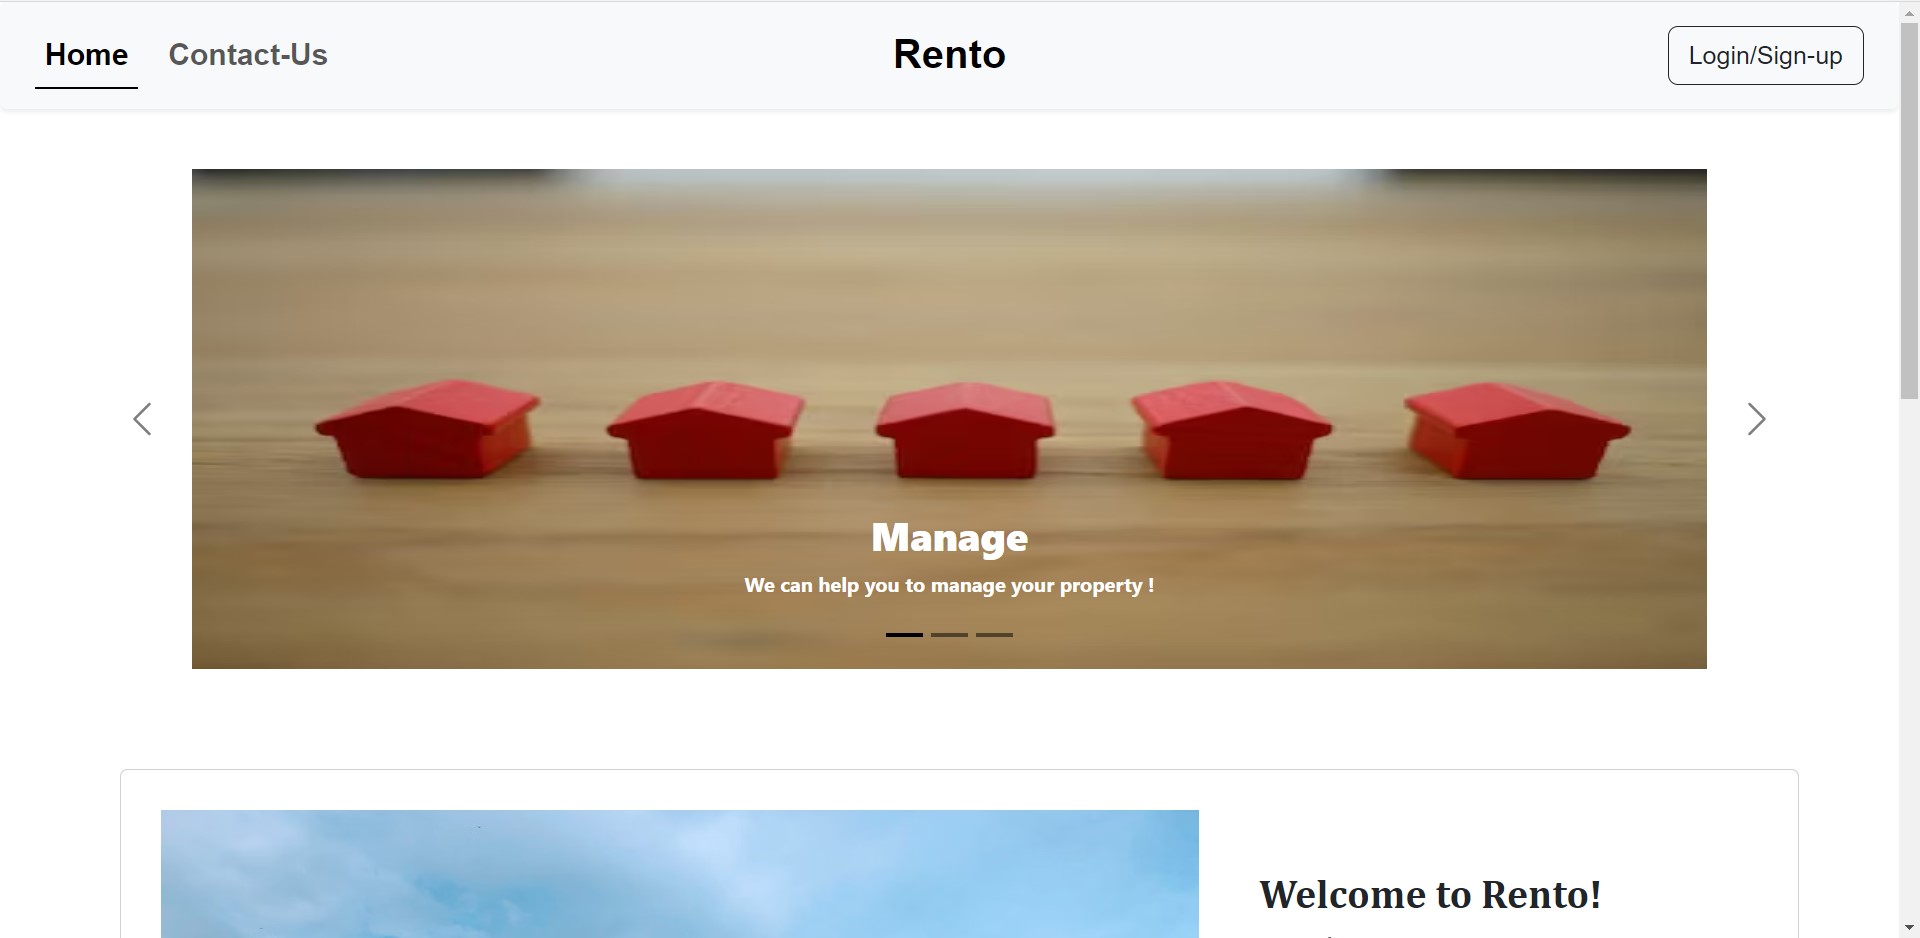 Home
Contact-Us
Rento
Login/Sign-up
Manage
We can help you to manage your property !
Welcome to Rento!